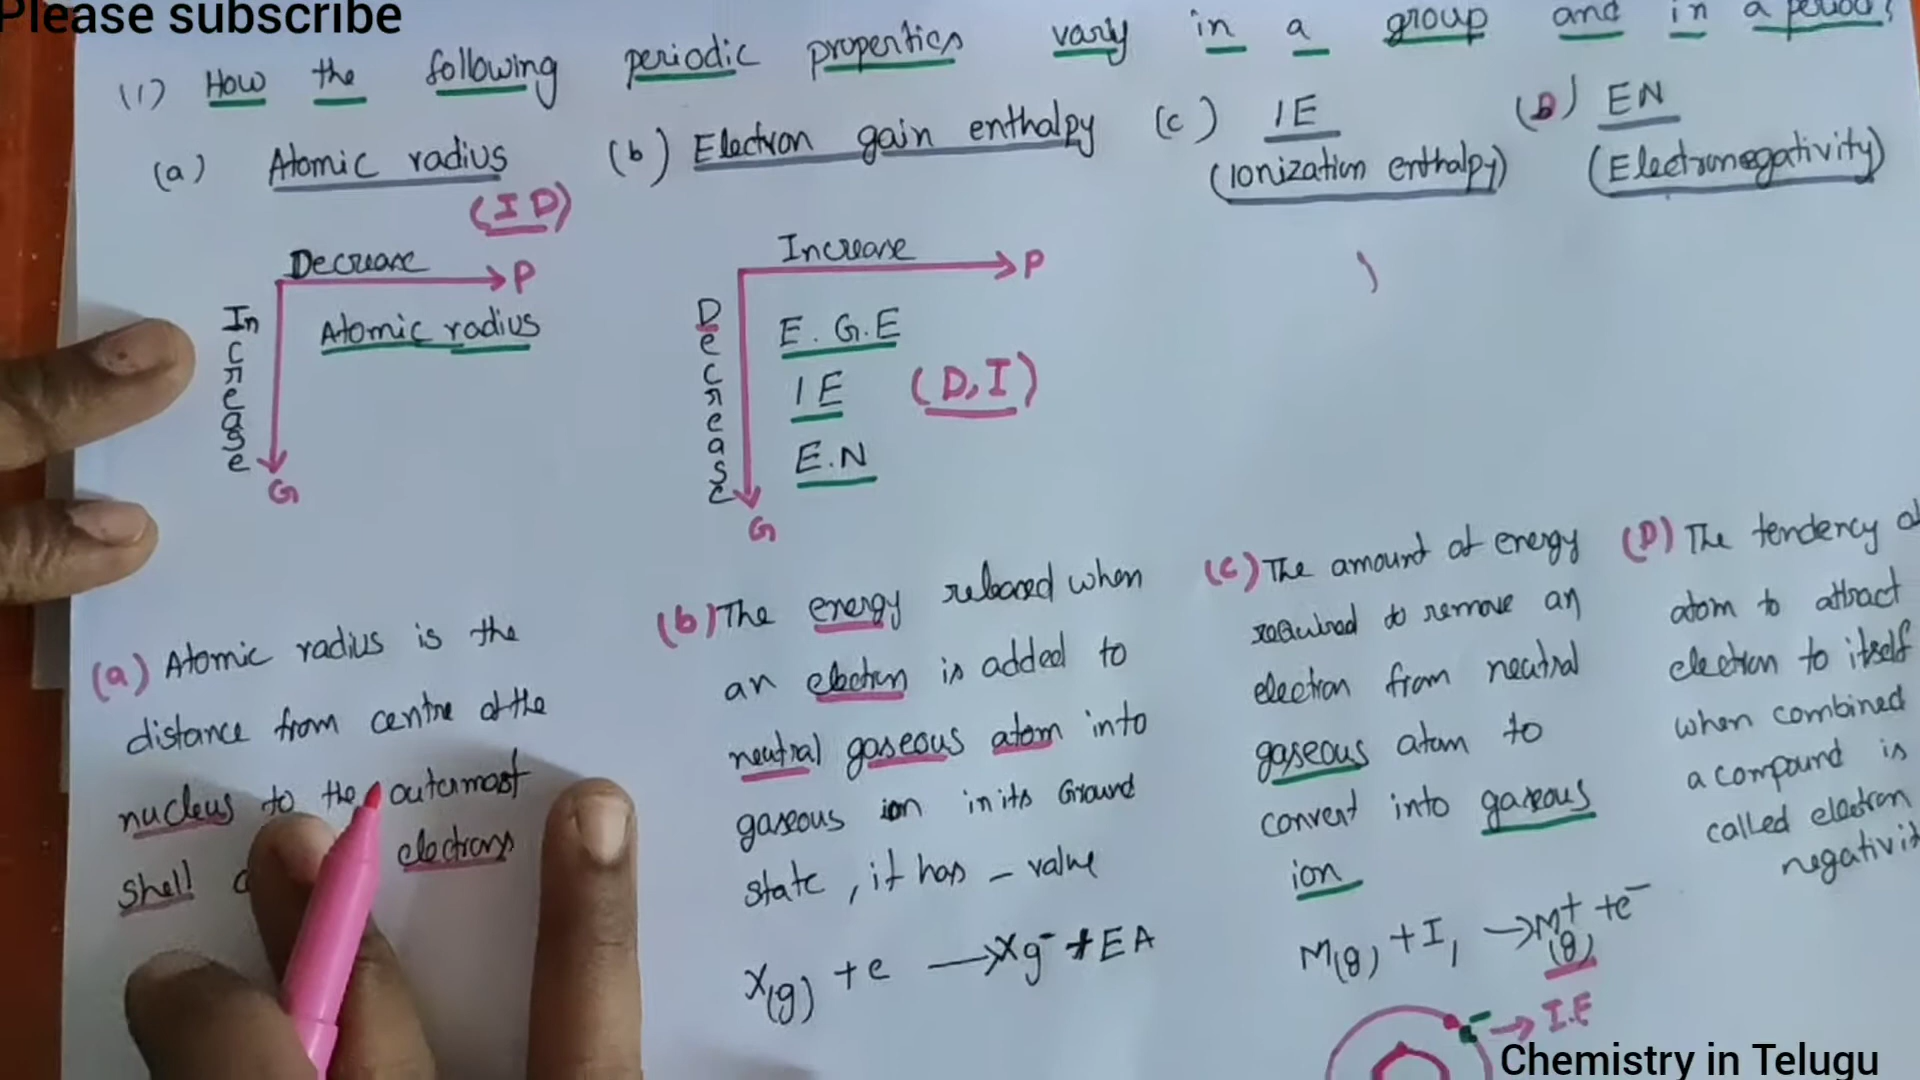 Please subscribe
(1) How the following periodic properties vary in a group and in a period?
(a) Atomic radius (b) Electron gain enthalpy (c) IE (D) EN
(Ionization enthalpy) (Electronegativity)
(I D)
Decrease → P
Increase
G
Atomic radius
Increase → P
Decrease
G
E. G. E
IE (D, I)
E.N
(a) Atomic radius is the
distance from centre of the
nucleus to the outermost
shell electrons
(b) The energy released when
an electron is added to
neutral gaseous atom into
gaseous ion in its Ground
state, it has - value
X(g) + e → Xg⁻ + EA
(c) The amount of energy
required to remove an
electron from neutral
gaseous atom to
convert into gaseous
ion
M(g) + I₁ → M⁺(g) + e⁻
→ I.E
(D) The tendency of
atom to attract
electron to itself
when combined
a compound is
called electron
negativit
Chemistry in Telugu